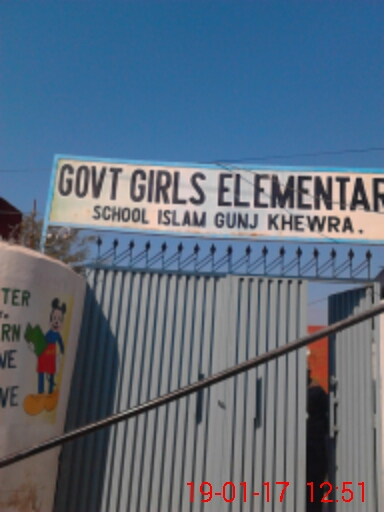 GOVT GIRLS ELEMENTAR
SCHOOL ISLAM GUNJ KHEWRA.
TER
RN
VE
VE
19-01-17 12:51